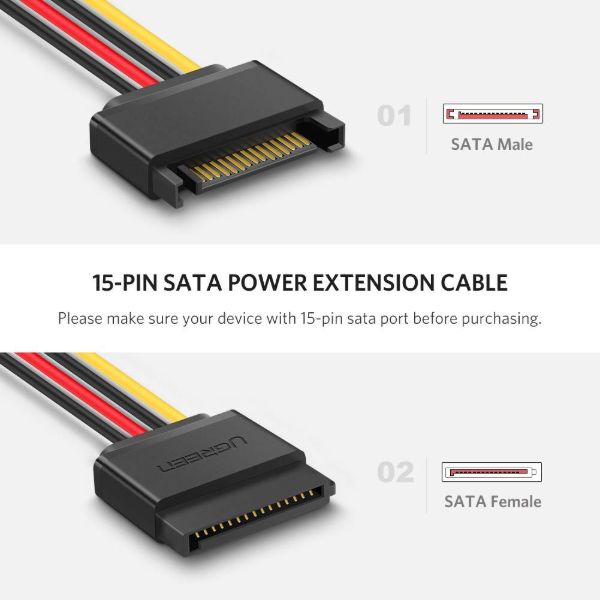 01
SATA Male
15-PIN SATA POWER EXTENSION CABLE
Please make sure your device with 15-pin sata port before purchasing.
UGREEN
02
SATA Female